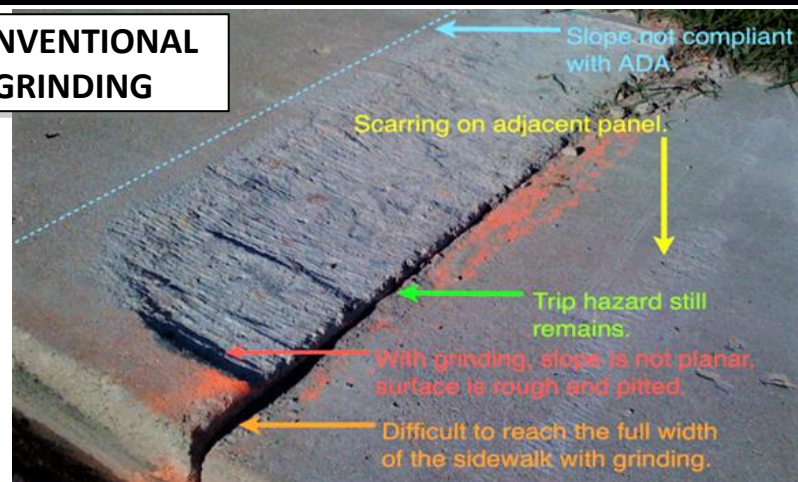 NVENTIONAL
GRINDING
Slope not compliant
with ADA.
Scarring on adjacent panel.
Trip hazard still
remains.
With grinding, slope is not planar,
surface is rough and pitted.
Difficult to reach the full width
of the sidewalk with grinding.